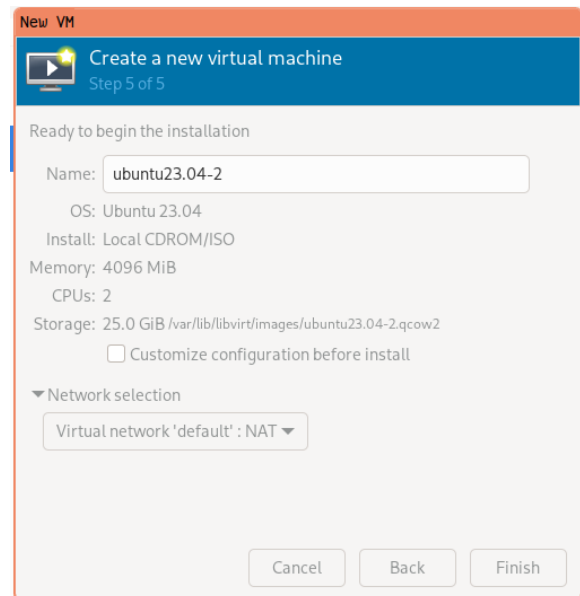 New VM
Create a new virtual machine
Step 5 of 5
Ready to begin the installation
Name: ubuntu23.04-2
OS: Ubuntu 23.04
Install: Local CDROM/ISO
Memory: 4096 MiB
CPUs: 2
Storage: 25.0 GiB /var/lib/libvirt/images/ubuntu23.04-2.qcow2
Customize configuration before install
Network selection
Virtual network 'default' : NAT
Cancel Back Finish